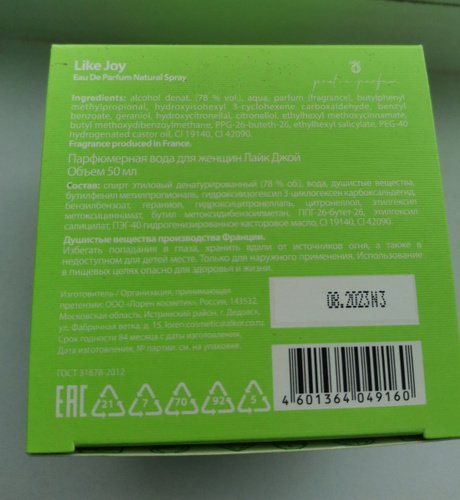 Like Joy
Eau De Parfum Natural Spray
Ingredients: alcohol denat. (78 % vol.), aqua, parfum (fragrance), butylphenyl
methylpropional, hydroxyisohexyl 3-cyclohexene carboxaldehyde, benzyl
benzoate, geraniol, hydroxycitronellal, citronellol, ethylhexyl methoxycinnamate,
butyl methoxydibenzoylmethane, PPG-26-buteth-26, ethylhexyl salicylate, PEG-40
hydrogenated castor oil, CI 19140, CI 42090.
Fragrance produced in France.
Парфюмерная вода для женщин Лайк Джой
Объем 50 мл
Состав: спирт этиловый денатурированный (78 % об.), вода, душистые вещества,
бутилфенил метилпропиональ, гидроксиизогексил 3-циклогексен карбоксальдегид,
бензилбензоат, гераниол, гидроксицитронеллаль, цитронеллол, этилгексил
метоксициннамат, бутил метоксидибензоилметан, ППГ-26-бутет-26, этилгексил
салицилат, ПЭГ-40 гидрогенизированное касторовое масло, CI 19140, CI 42090.
Душистые вещества производства Франции.
Избегать попадания в глаза, хранить вдали от источников огня, а также в
недоступном для детей месте. Только для наружного применения. Использование
в пищевых целях опасно для здоровья и жизни.
Изготовитель / Организация, принимающая
претензии: ООО «Лорен косметик», Россия, 143532,
Московская область, Истринский район, г. Дедовск,
ул. Фабричная ветка, д. 15. loren.cosmetic@alkor.co.ru.
Срок годности 84 месяца с даты изготовления.
Дата изготовления, № партии: см. на упаковке.
08.2023N3
ГОСТ 31678-2012
EAC 21 7 70 92 5
4 601364 049160